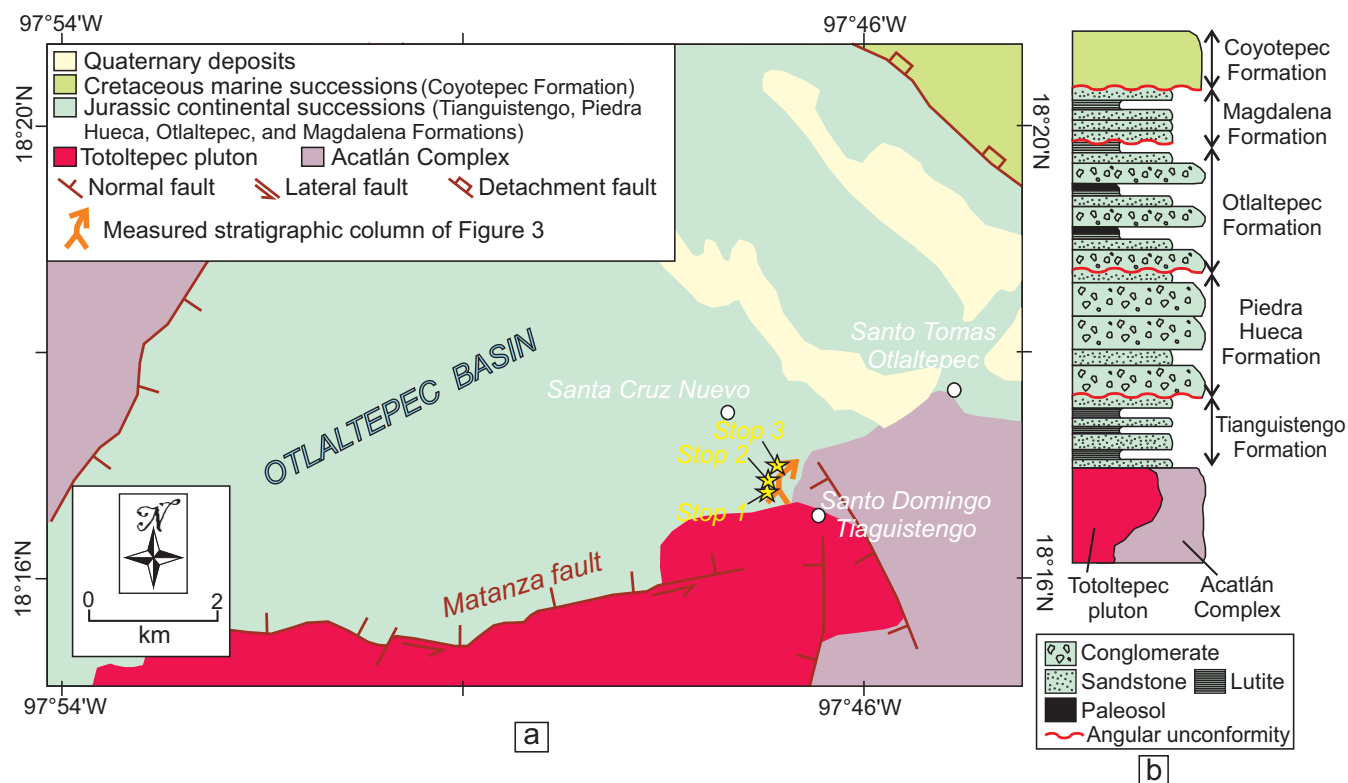 97°54'W
97°46'W
Quaternary deposits
Cretaceous marine successions (Coyotepec Formation)
Jurassic continental successions (Tianguistengo, Piedra
Hueca, Otlaltepec, and Magdalena Formations)
Totoltepec pluton
Acatlán Complex
Normal fault
Lateral fault
Detachment fault
Measured stratigraphic column of Figure 3
18°20'N
18°20'N
OTLALTEPEC BASIN
Santo Tomas
Otlaltepec
Santa Cruz Nuevo
Stop 3
Stop 2
Stop 1
Santo Domingo
Tiaguistengo
Matanza fault
N
0
2
km
18°16'N
18°16'N
97°54'W
97°46'W
a
Coyotepec
Formation
Magdalena
Formation
Otlaltepec
Formation
Piedra
Hueca
Formation
Tianguistengo
Formation
Totoltepec
pluton
Acatlán
Complex
Conglomerate
Sandstone
Lutite
Paleosol
Angular unconformity
b